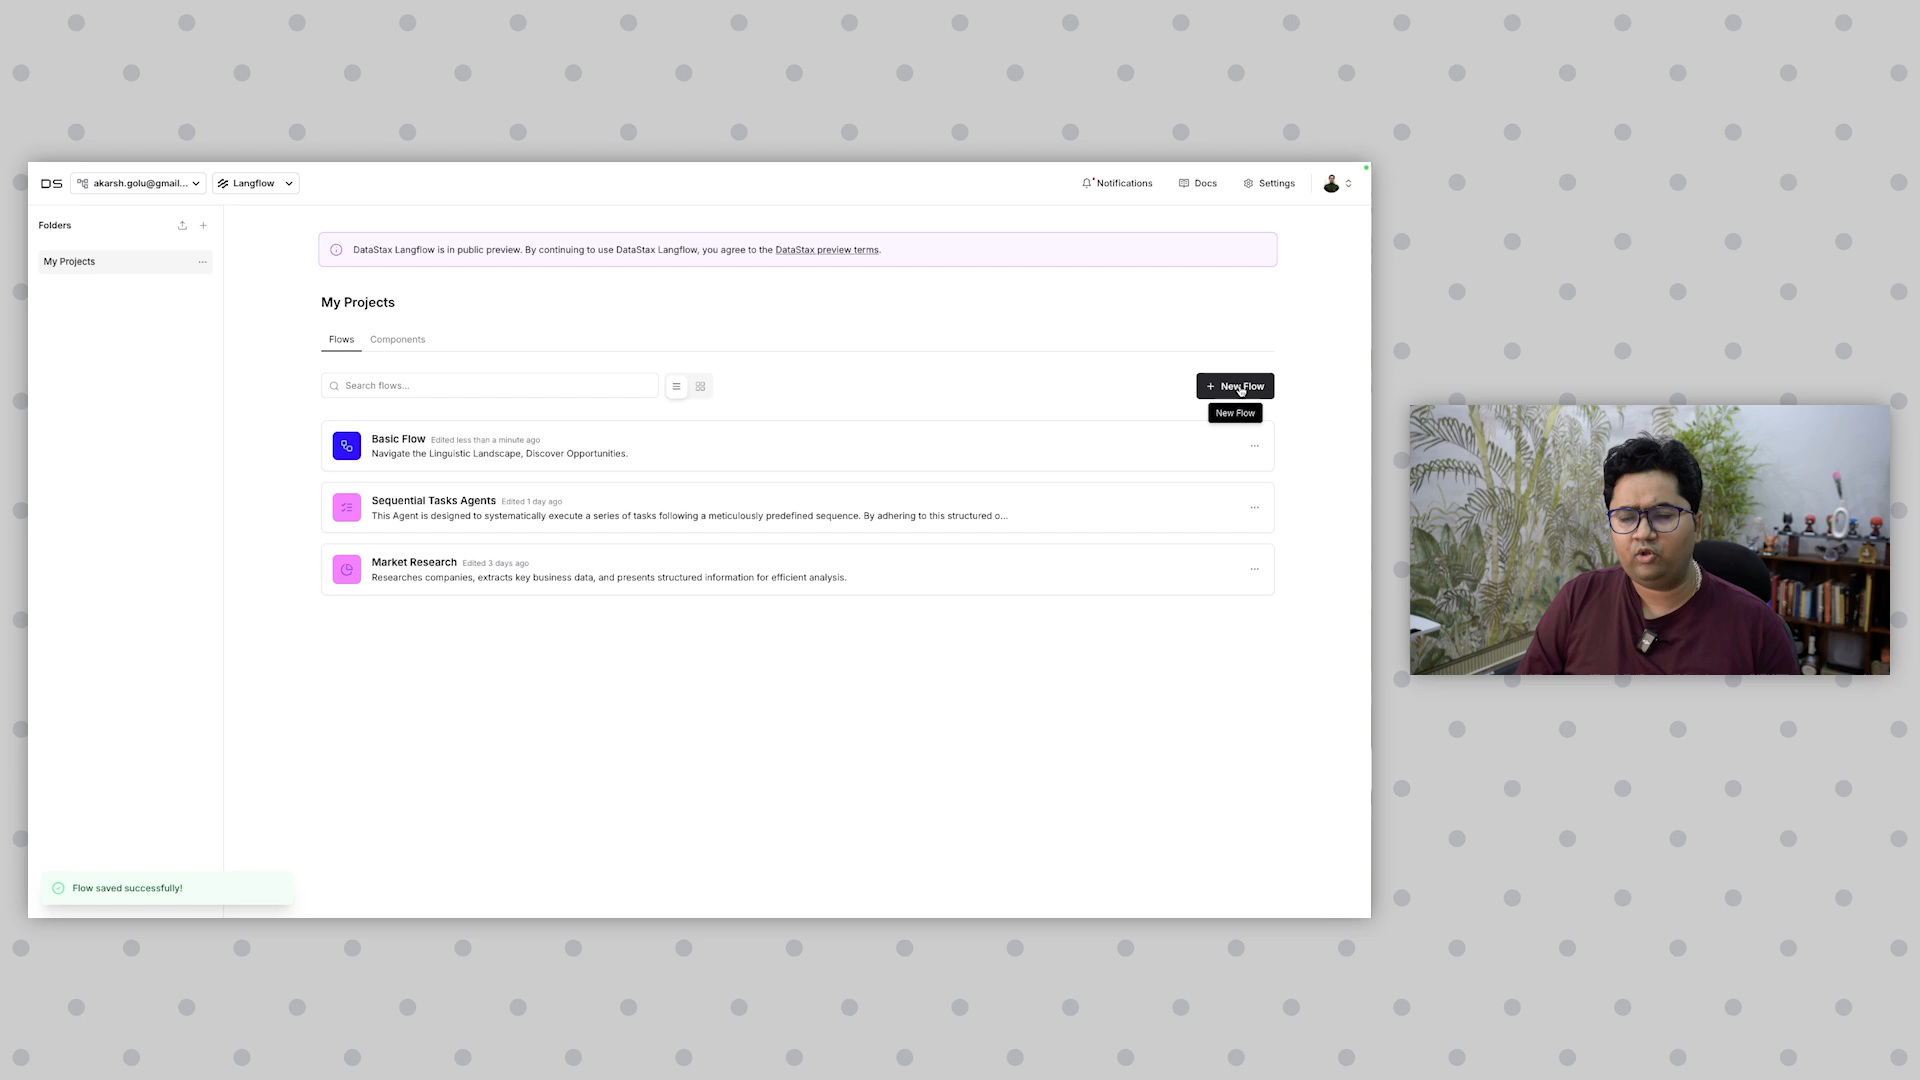 DS
akarsh.golu@gmail...
Langflow
Notifications
Docs
Settings
Folders
My Projects
DataStax Langflow is in public preview. By continuing to use DataStax Langflow, you agree to the DataStax preview terms.
My Projects
Flows
Components
Search flows...
New Flow
New Flow
Basic Flow Edited less than a minute ago
Navigate the Linguistic Landscape, Discover Opportunities.
Sequential Tasks Agents Edited 1 day ago
This Agent is designed to systematically execute a series of tasks following a meticulously predefined sequence. By adhering to this structured o...
Market Research Edited 3 days ago
Researches companies, extracts key business data, and presents structured information for efficient analysis.
Flow saved successfully!